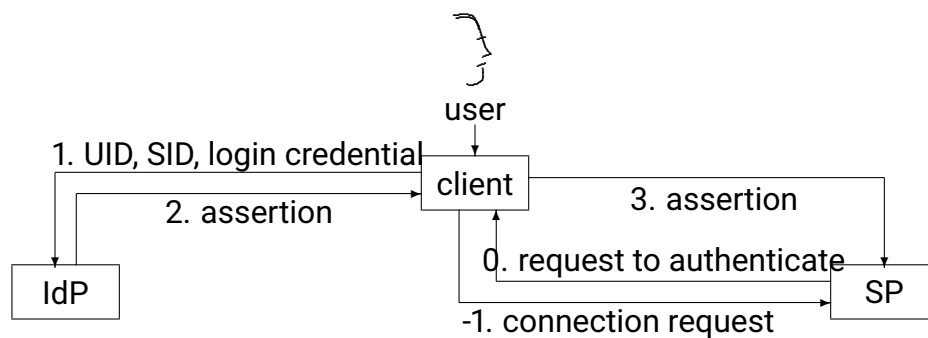 user
1. UID, SID, login credential
client
2. assertion
3. assertion
0. request to authenticate
IdP
SP
-1. connection request